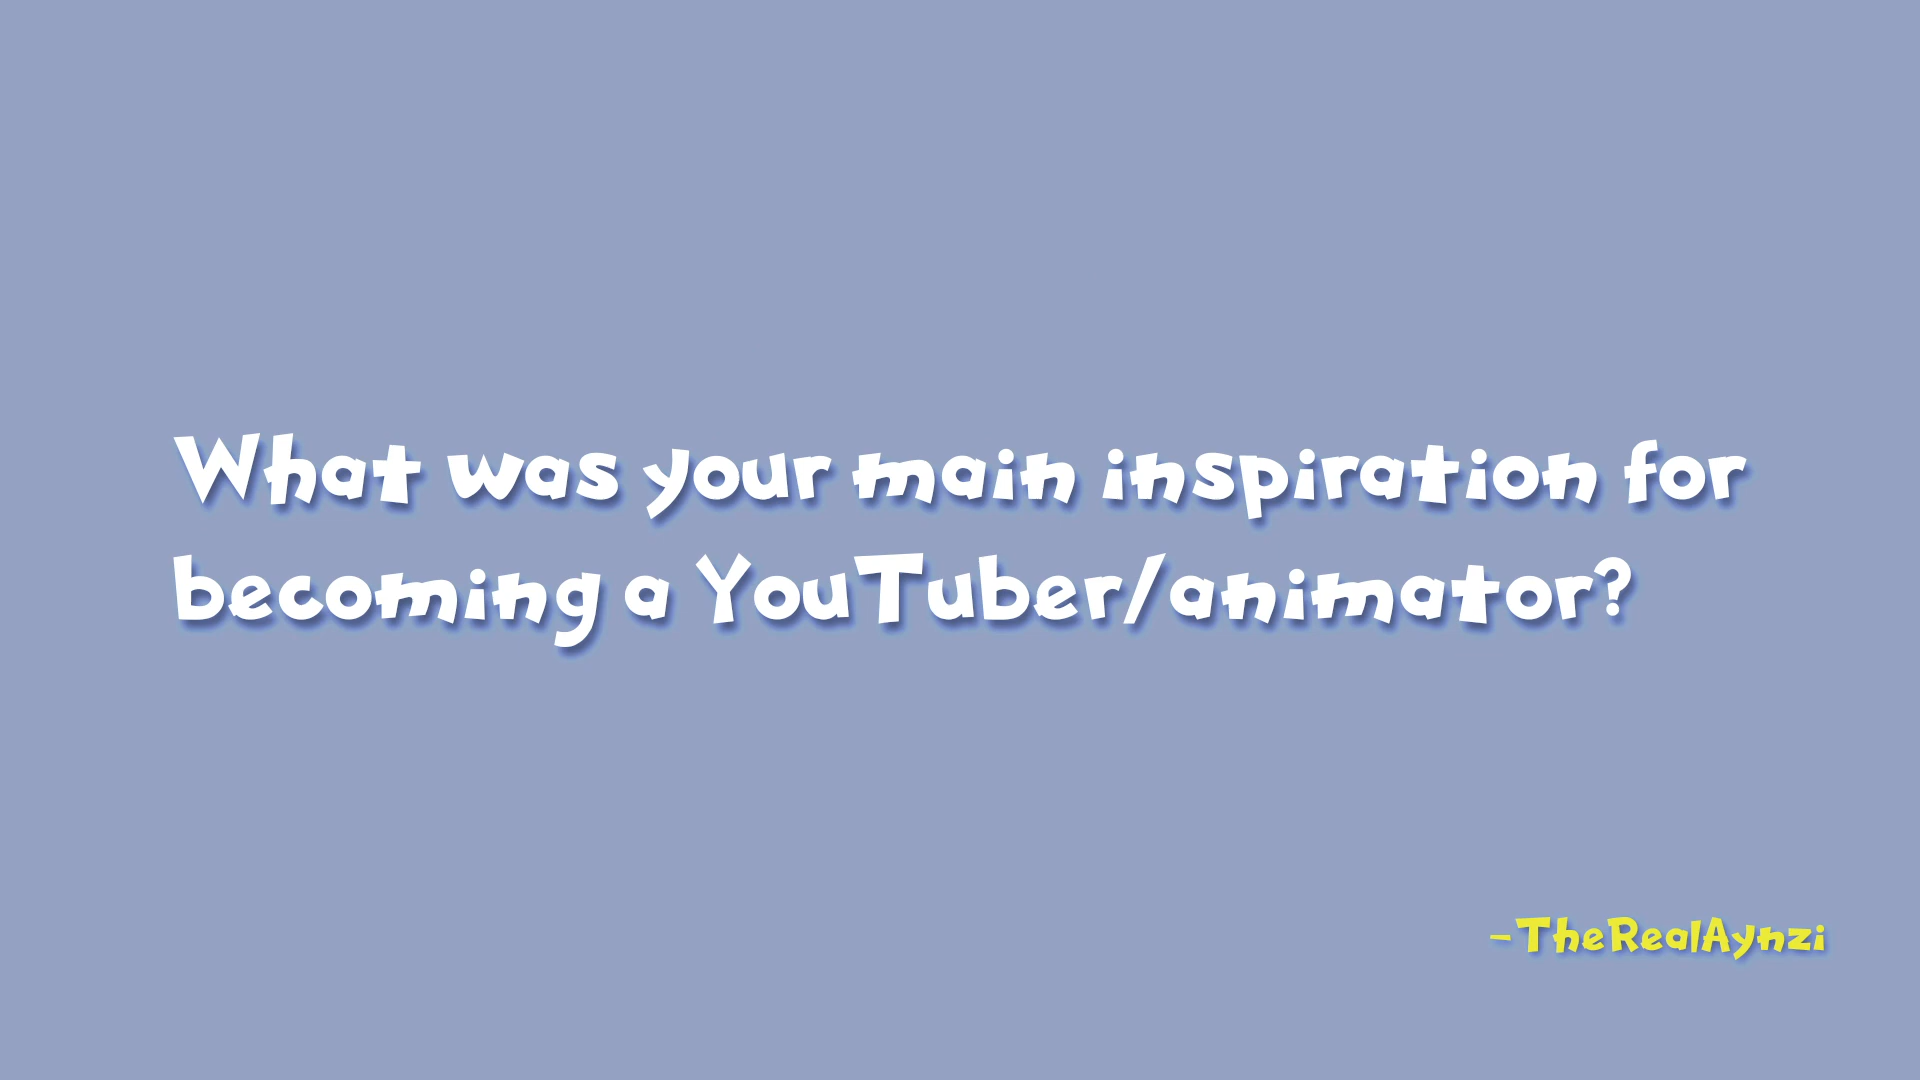 What was your main inspiration for
becoming a YouTuber/animator?
-TheRealAynzi